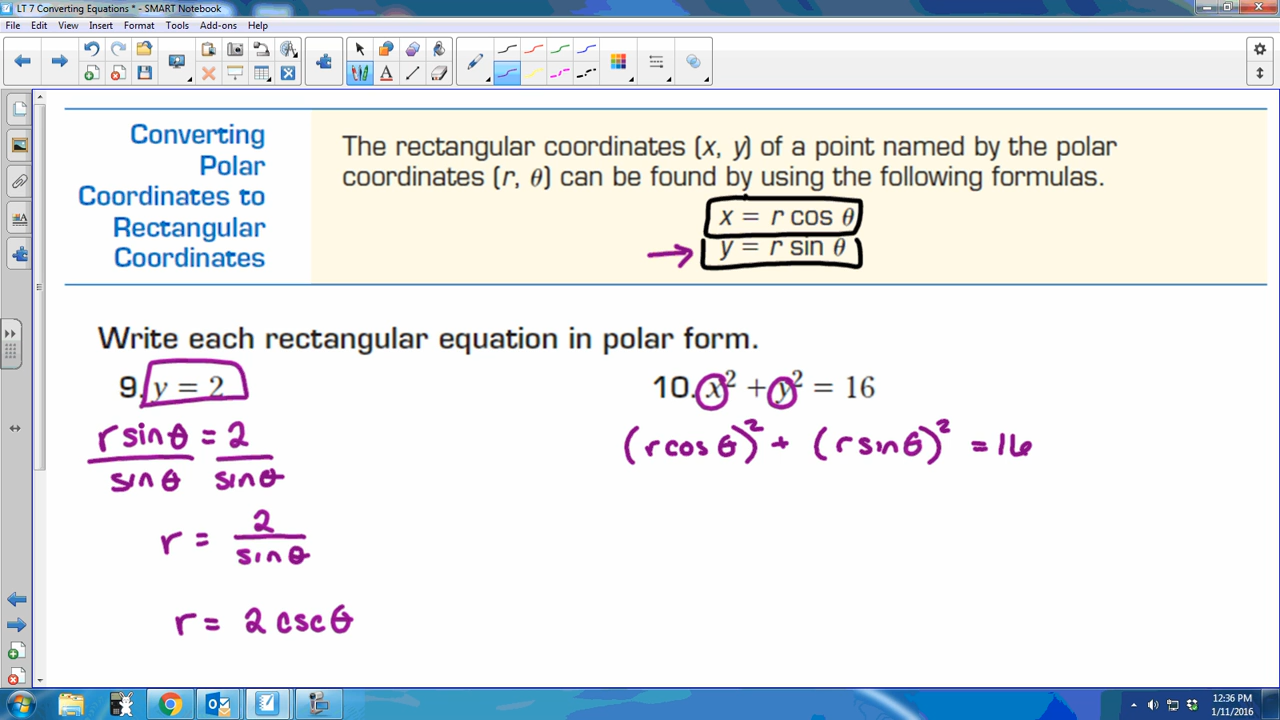 LT 7 Converting Equations * - SMART Notebook
File Edit View Insert Format Tools Add-ons Help
Converting
Polar
Coordinates to
Rectangular
Coordinates
The rectangular coordinates (x, y) of a point named by the polar
coordinates (r, θ) can be found by using the following formulas.
x = r cos θ
y = r sin θ
Write each rectangular equation in polar form.
9. y = 2
r sin θ = 2
sin θ sin θ
r = 2
sin θ
r = 2 csc θ
10. x² + y² = 16
(r cos θ)² + (r sin θ)² = 16
12:36 PM
1/11/2016